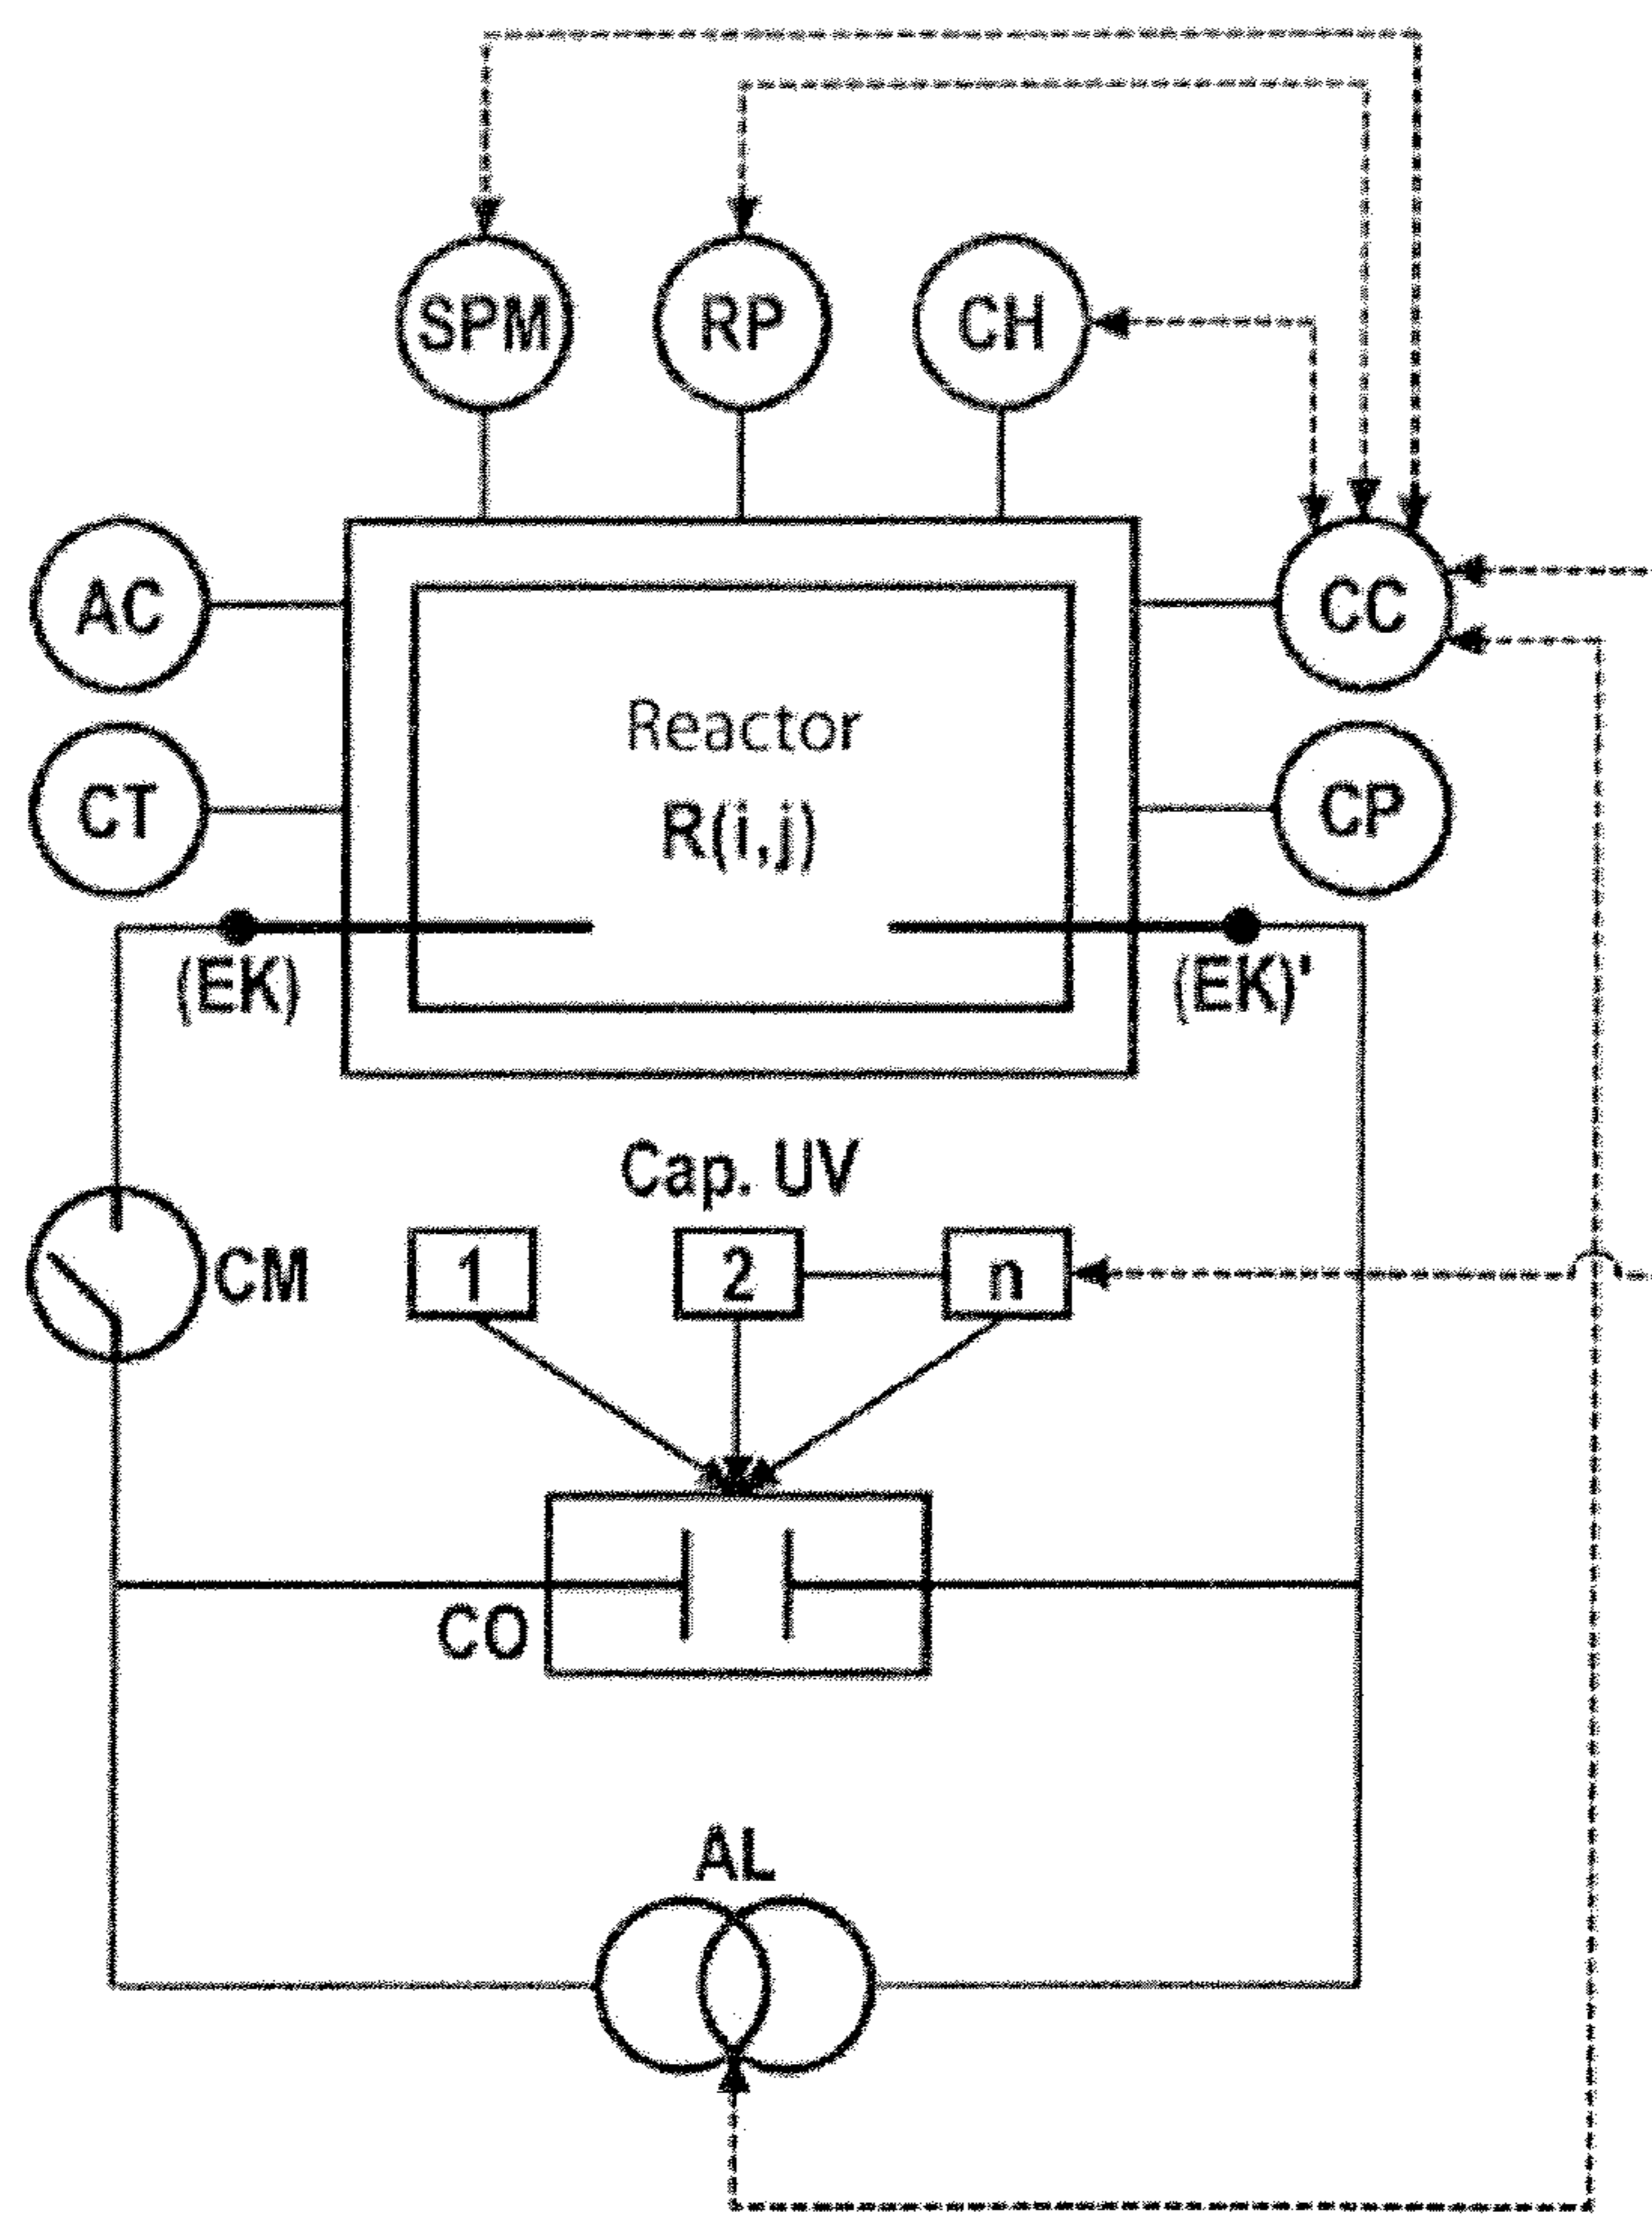 SPM
RP
CH
AC
CC
Reactor
CT
R(i,j)
CP
(EK)
(EK)'
Cap. UV
1
2
n
CM
CO
AL